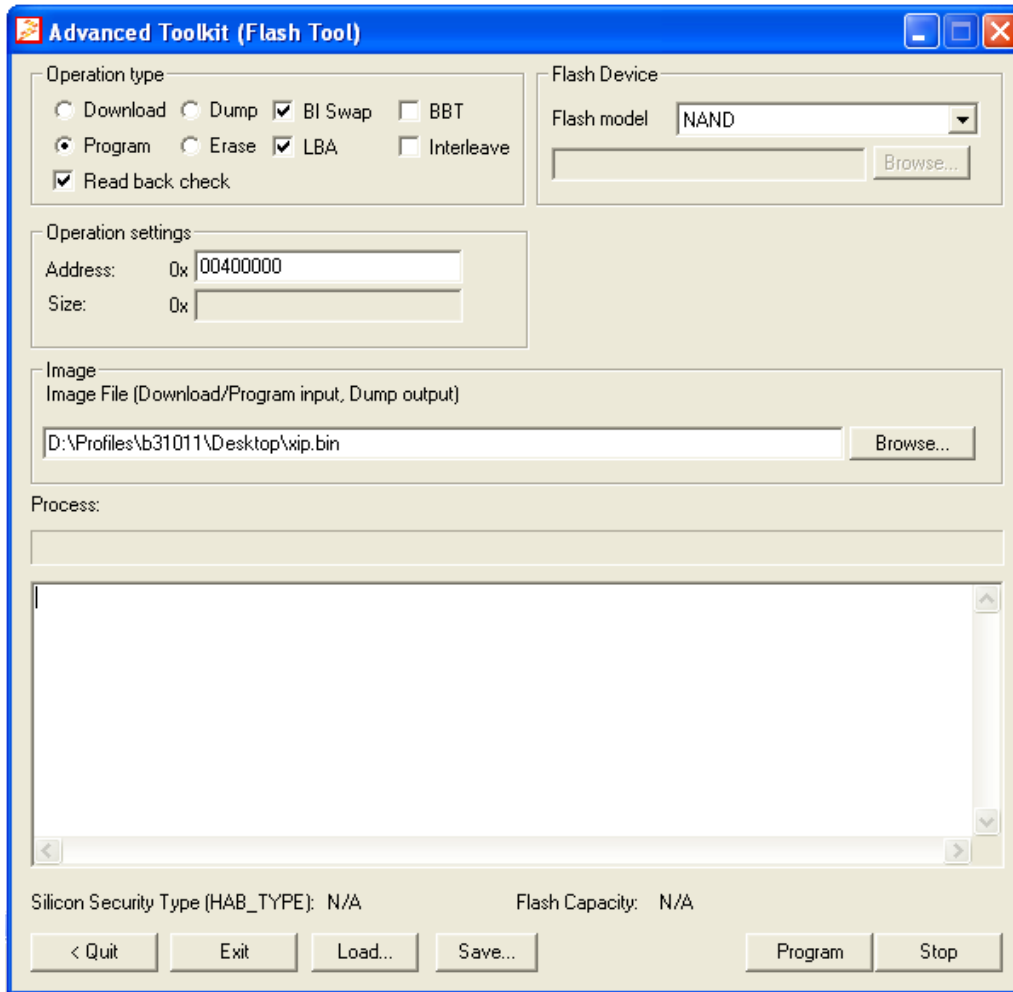 Advanced Toolkit (Flash Tool)
Operation type
Download Dump BI Swap BBT
Program Erase LBA Interleave
Read back check
Flash Device
Flash model NAND
Browse...
Operation settings
Address: 0x 00400000
Size: 0x
Image
Image File (Download/Program input, Dump output)
D:\Profiles\b31011\Desktop\xip.bin Browse...
Process:
Silicon Security Type (HAB_TYPE): N/A Flash Capacity: N/A
< Quit Exit Load... Save... Program Stop